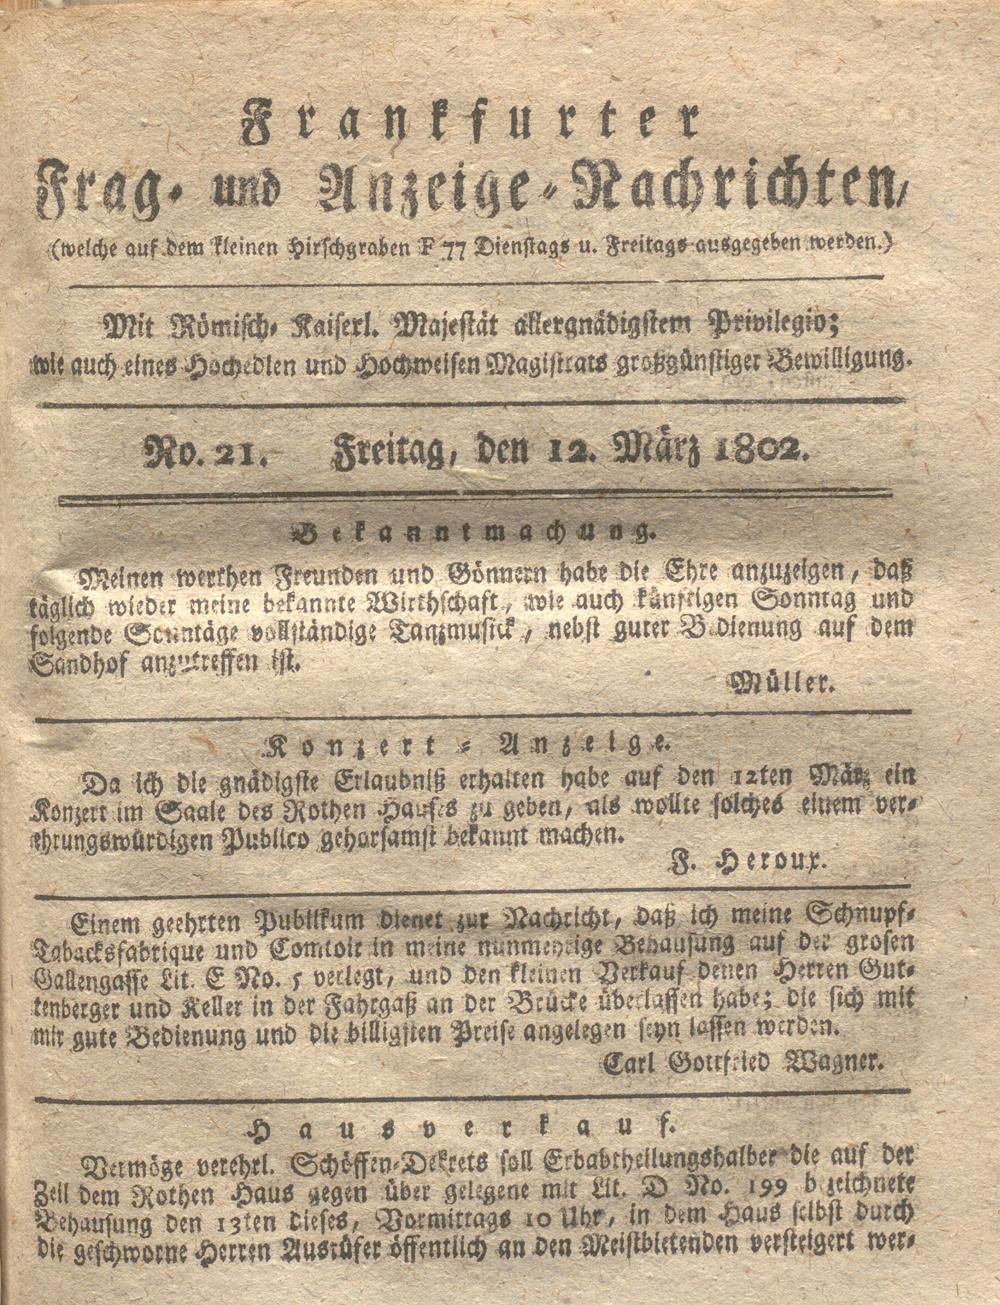 Frankfurter
Frag- und Anzeige-Nachrichten,
(welche auf dem kleinen Hirschgraben F 77 Dienstags u. Freitags ausgegeben werden.)
Mit Römisch-Kaiserl. Majestät allergnädigstem Privilegio;
wie auch eines Hochedlen und Hochweisen Magistrats großgünstiger Bewilligung.
No. 21. Freitag, den 12. März 1802.
Bekanntmachung.
Meinen werthen Freunden und Gönnern habe die Ehre anzuzeigen, daß
täglich wieder meine bekannte Wirthschaft, wie auch künftigen Sonntag und
folgende Sonntäge vollständige Tanzmusick, nebst guter Bedienung auf dem
Sandhof anzutreffen ist.
Müller.
Konzert-Anzeige.
Da ich die gnädigste Erlaubniß erhalten habe auf den 12ten März ein
Konzert im Saale des Rothen Hauses zu geben, als wollte solches einem ver-
ehrungswürdigen Publico gehorsamst bekannt machen.
F. Heroux.
Einem geehrten Publikum dienet zur Nachricht, daß ich meine Schnupf-
Tabacksfabrique und Comtoir in meine nunmehrige Behausung auf der grosen
Gallengasse Lit. E No. 5 verlegt, und den kleinen Verkauf denen Herren Gut-
tenberger und Keller in der Fahrgaß an der Brücke überlassen habe; die sich mit
mir gute Bedienung und die billigsten Preise angelegen seyn lassen werden.
Carl Gottfried Wagner.
Hausverkauf.
Vermöge verehrl. Schöffen-Dekrets soll Erbabtheilungshalber die auf der
Zeil dem Rothen Haus gegen über gelegene mit Lit. D No. 199 bezeichnete
Behausung den 13ten dieses, Vormittags 10 Uhr, in dem Haus selbst durch
die geschworne Herren Ausrüfer öffentlich an den Meistbietenden versteigert wer-